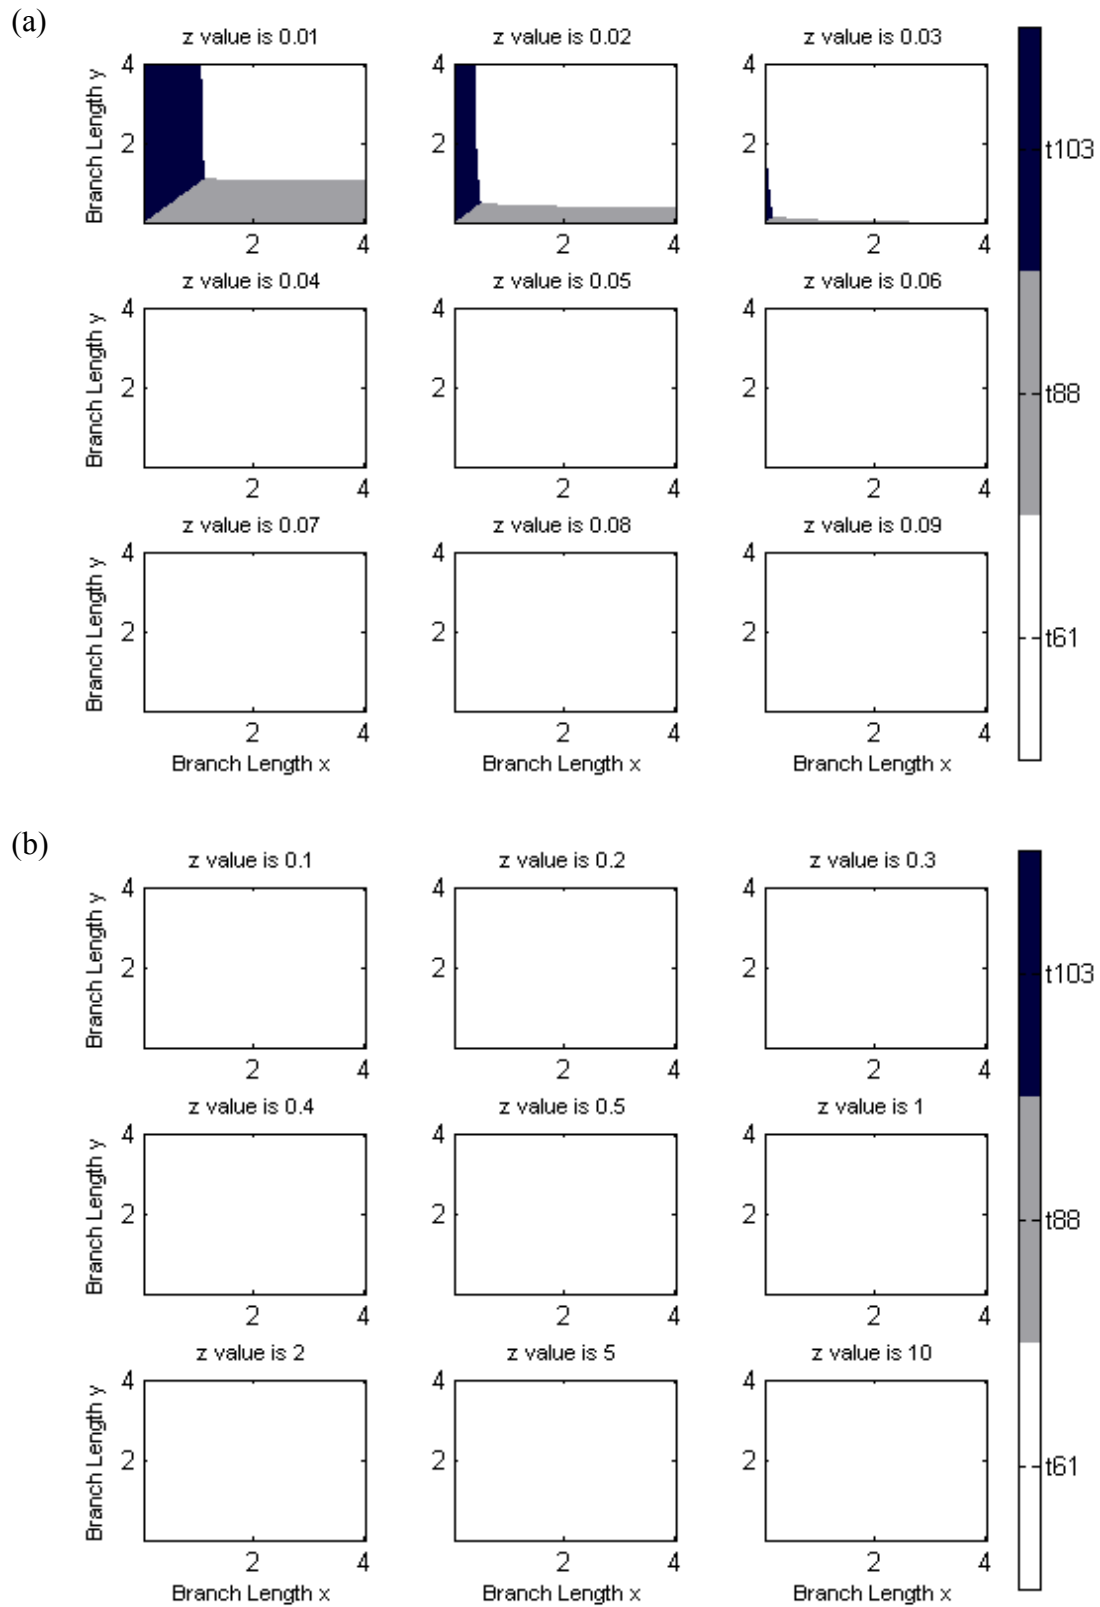 (a)
z value is 0.01 z value is 0.02 z value is 0.03
4 4 4
Branch Length y
2 2 2
t103
2 4 2 4 2 4
z value is 0.04 z value is 0.05 z value is 0.06
4 4 4
Branch Length y
2 2 2
t88
2 4 2 4 2 4
z value is 0.07 z value is 0.08 z value is 0.09
4 4 4
Branch Length y
2 2 2
t61
2 4 2 4 2 4
Branch Length x Branch Length x Branch Length x
(b)
z value is 0.1 z value is 0.2 z value is 0.3
4 4 4
Branch Length y
2 2 2
t103
2 4 2 4 2 4
z value is 0.4 z value is 0.5 z value is 1
4 4 4
Branch Length y
2 2 2
t88
2 4 2 4 2 4
z value is 2 z value is 5 z value is 10
4 4 4
Branch Length y
2 2 2
t61
2 4 2 4 2 4
Branch Length x Branch Length x Branch Length x